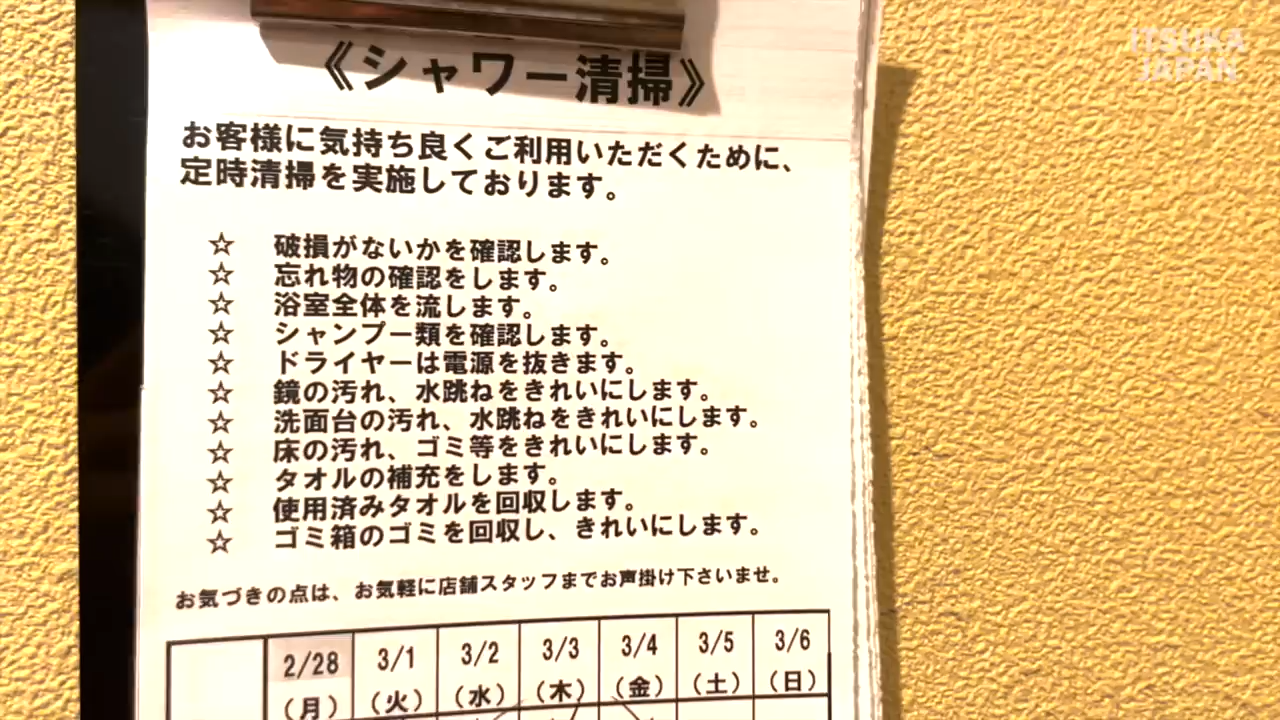 ITSUKA
JAPAN
《シャワー清掃》
お客様に気持ち良くご利用いただくために、
定時清掃を実施しております。
☆ 破損がないかを確認します。
☆ 忘れ物の確認をします。
☆ 浴室全体を流します。
☆ シャンプー類を確認します。
☆ ドライヤーは電源を抜きます。
☆ 鏡の汚れ、水跳ねをきれいにします。
☆ 洗面台の汚れ、水跳ねをきれいにします。
☆ 床の汚れ、ゴミ等をきれいにします。
☆ タオルの補充をします。
☆ 使用済みタオルを回収します。
☆ ゴミ箱のゴミを回収し、きれいにします。
お気づきの点は、お気軽に店舗スタッフまでお声掛け下さいませ。
2/28 3/1 3/2 3/3 3/4 3/5 3/6
（月） （火） （水） （木） （金） （土） （日）